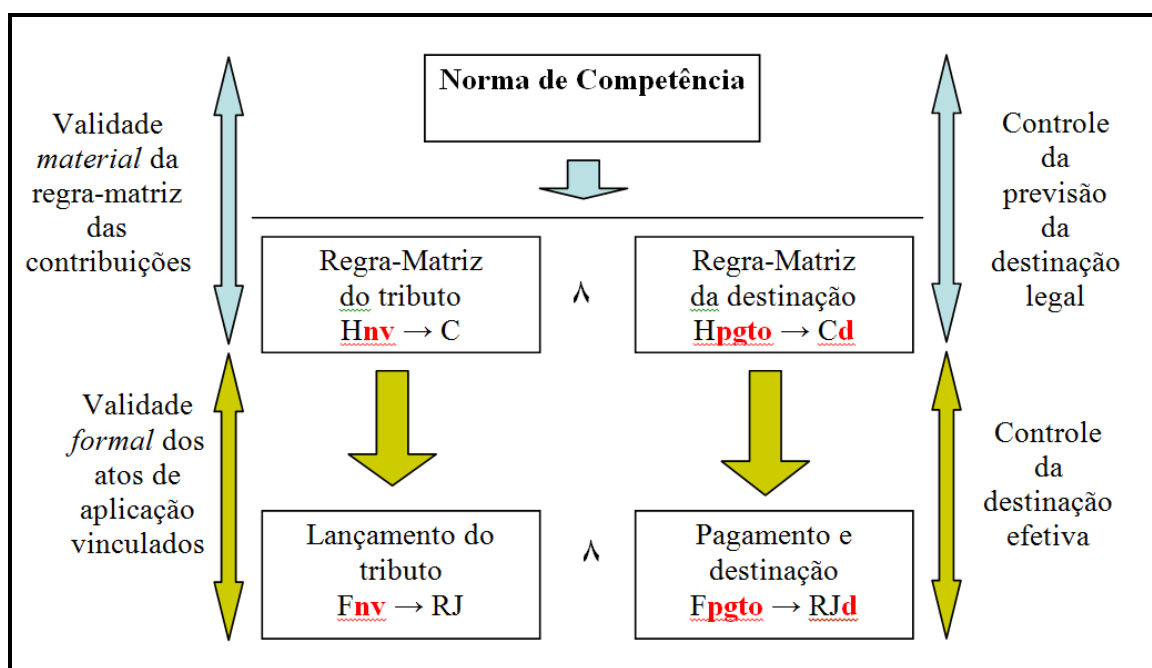 Norma de Competência
Validade
material da
regra-matriz
das
contribuições
Controle
da
previsão
da
destinação
legal
Regra-Matriz
do tributo
Hnv → C
∧
Regra-Matriz
da destinação
Hpgto → Cd
Validade
formal dos
atos de
aplicação
vinculados
Controle
da
destinação
efetiva
Lançamento do
tributo
Fnv → RJ
∧
Pagamento e
destinação
Fpgto → RJd